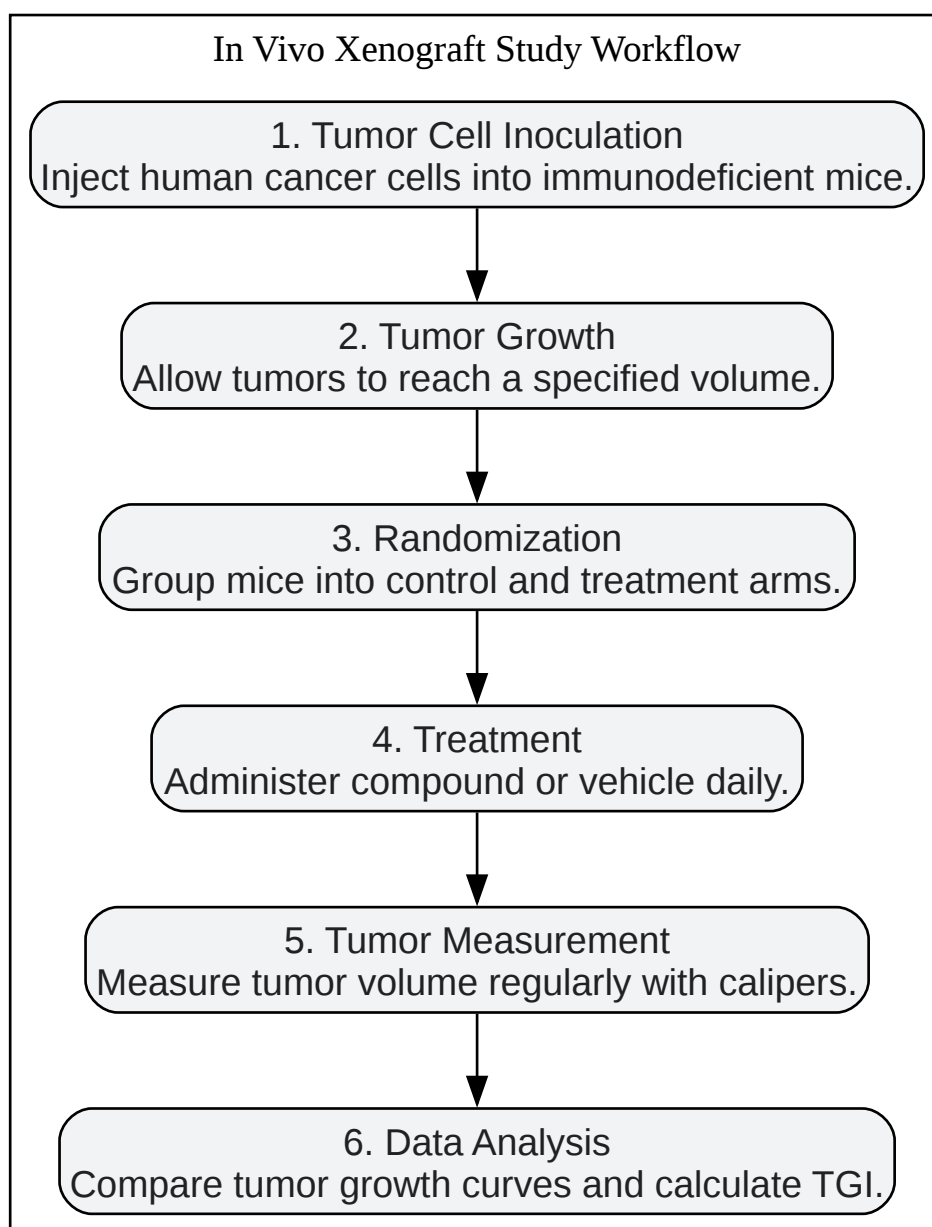 In Vivo Xenograft Study Workflow
1. Tumor Cell Inoculation
Inject human cancer cells into immunodeficient mice.
2. Tumor Growth
Allow tumors to reach a specified volume.
3. Randomization
Group mice into control and treatment arms.
4. Treatment
Administer compound or vehicle daily.
5. Tumor Measurement
Measure tumor volume regularly with calipers.
6. Data Analysis
Compare tumor growth curves and calculate TGI.